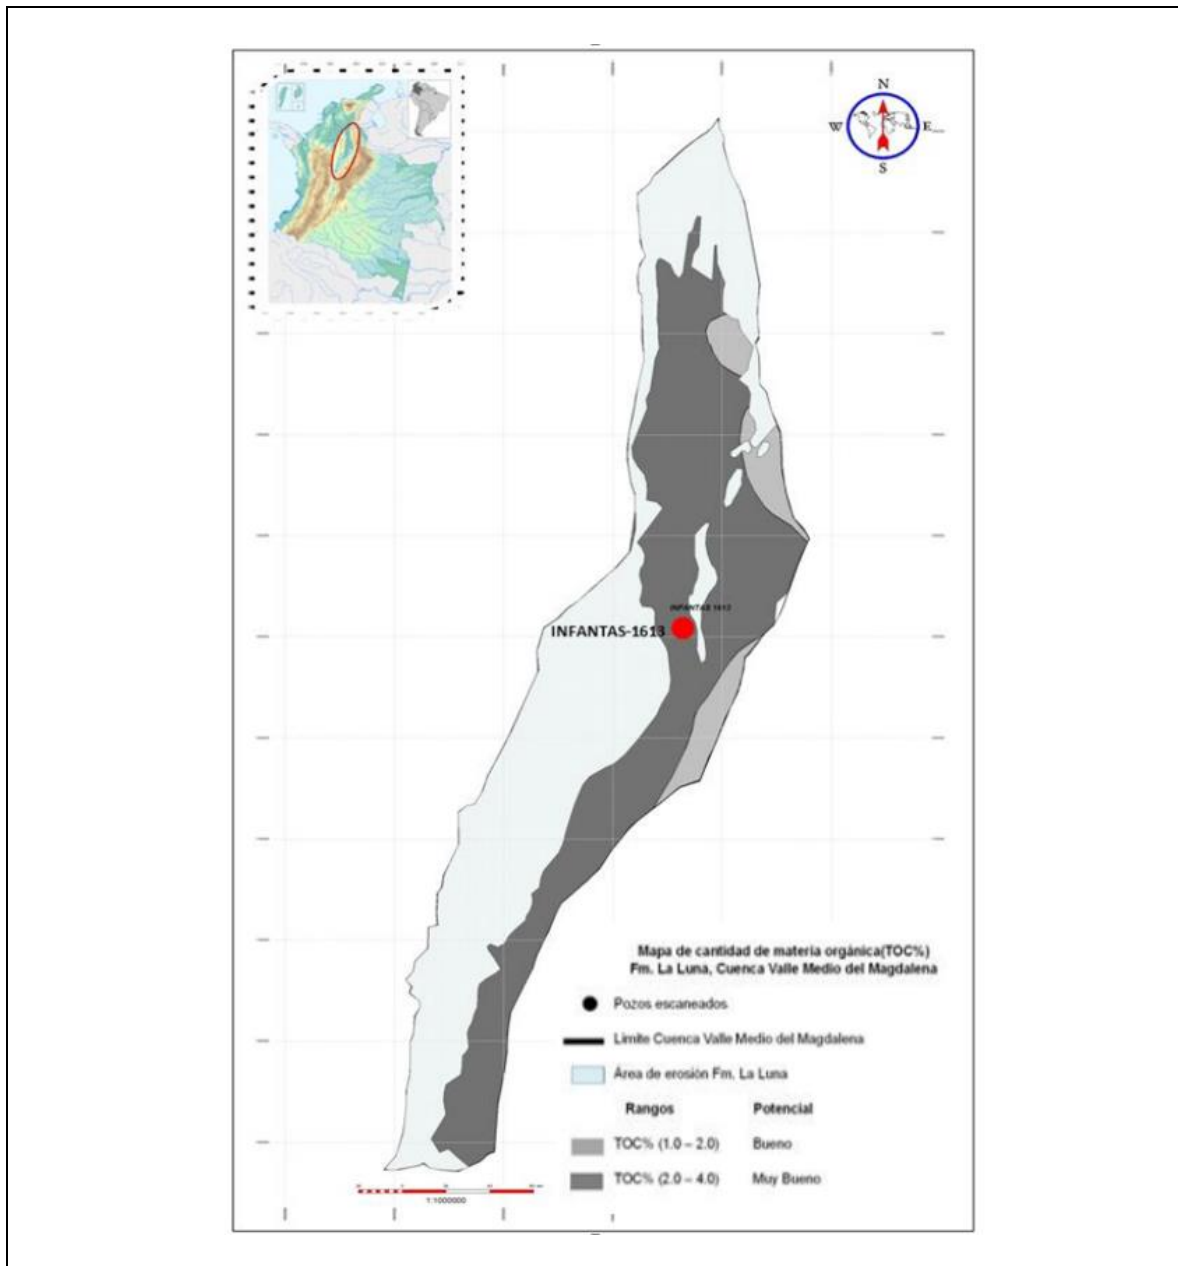 N
W
E
S
INFANTAS 1613
INFANTAS-1613
Mapa de cantidad de materia orgánica(TOC%)
Fm. La Luna, Cuenca Valle Medio del Magdalena
Pozos escaneados
Limite Cuenca Valle Medio del Magdalena
Área de erosión Fm. La Luna
Rangos Potencial
TOC% (1.0 – 2.0) Bueno
TOC% (2.0 – 4.0) Muy Bueno
1:1000000